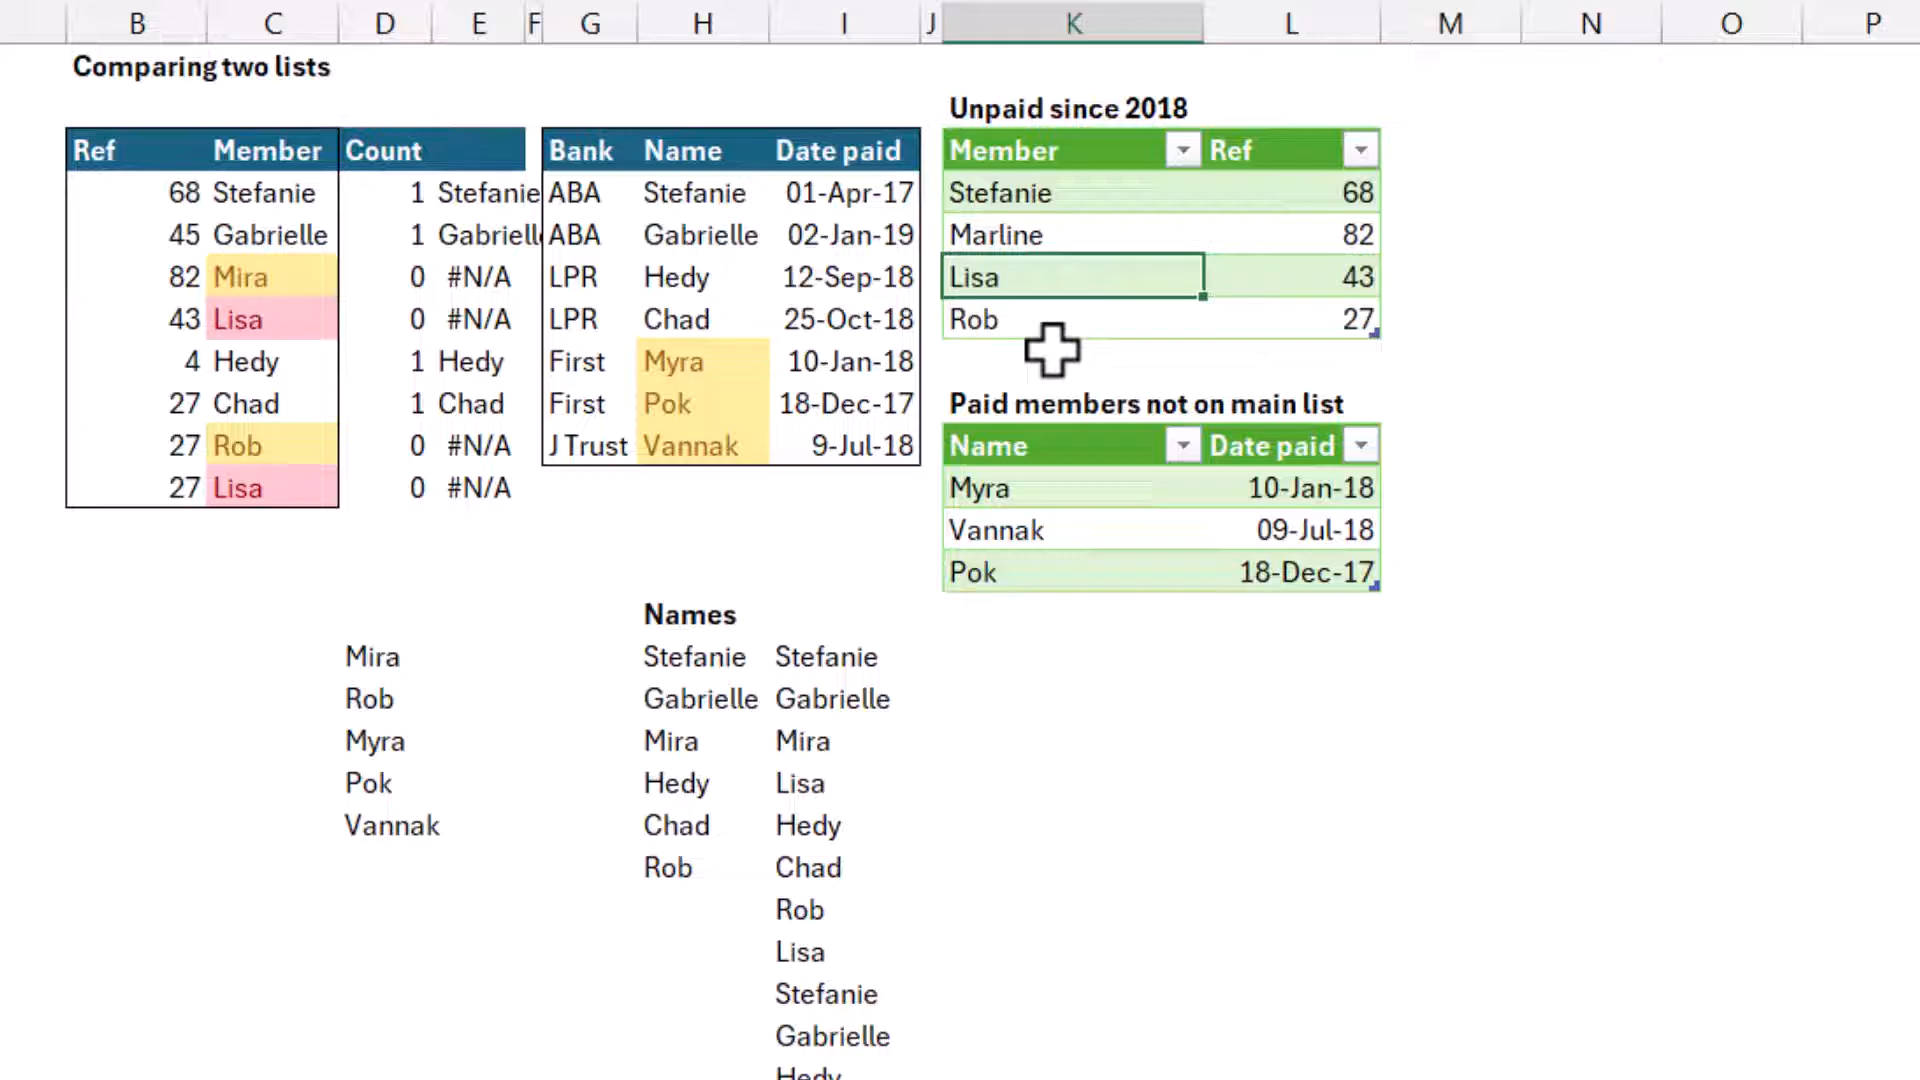 B C D E F G H I J K L M N O P
Comparing two lists
Unpaid since 2018
Ref Member Count Bank Name Date paid Member Ref
68 Stefanie 1 Stefanie ABA Stefanie 01-Apr-17 Stefanie 68
45 Gabrielle 1 ABA Gabrielle 02-Jan-19 Marline 82
82 Mira 0 #N/A LPR Hedy 12-Sep-18 Lisa 43
43 Lisa 0 #N/A LPR Chad 25-Oct-18 Rob 27
4 Hedy 1 Hedy First Myra 10-Jan-18
27 Chad 1 Chad First Pok 18-Dec-17 Paid members not on main list
27 Rob 0 #N/A J Trust Vannak 9-Jul-18 Name Date paid
27 Lisa 0 #N/A Myra 10-Jan-18
Vannak 09-Jul-18
Pok 18-Dec-17
Names
Mira Stefanie Stefanie
Rob Gabrielle Gabrielle
Myra Mira Mira
Pok Hedy Lisa
Vannak Chad Hedy
Rob Chad
Rob
Lisa
Stefanie
Gabrielle